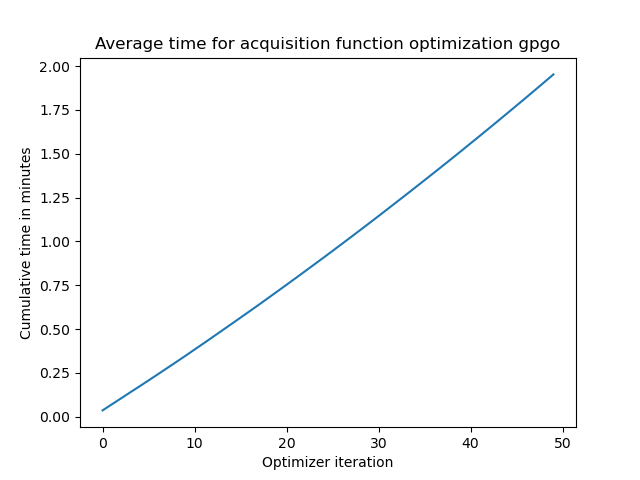 Average time for acquisition function optimization gpgo
2.00
1.75
1.50
1.25
1.00
0.75
0.50
0.25
0.00
Cumulative time in minutes
0 10 20 30 40 50
Optimizer iteration